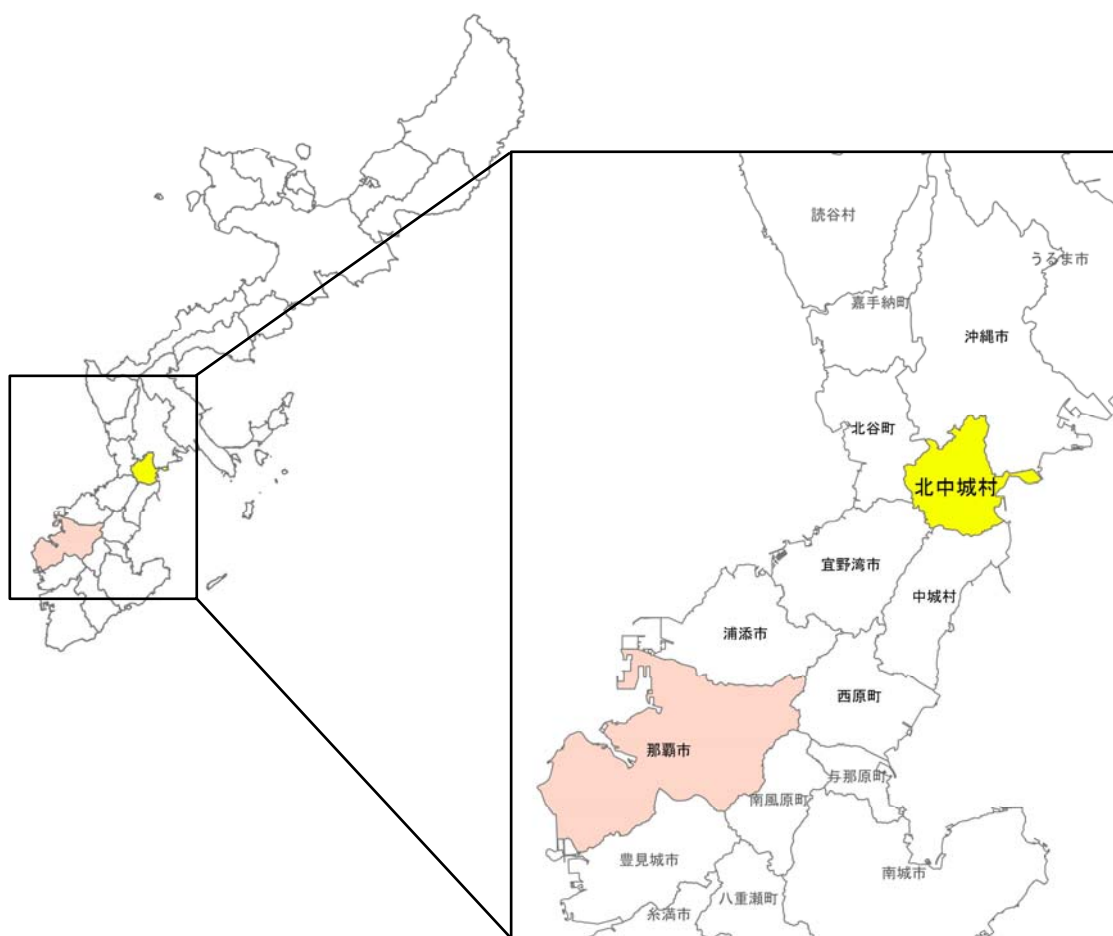 読谷村
うるま市
嘉手納町
沖縄市
北谷町
北中城村
宜野湾市
中城村
浦添市
西原町
那覇市
与那原町
南風原町
豊見城市
南城市
八重瀬町
糸満市